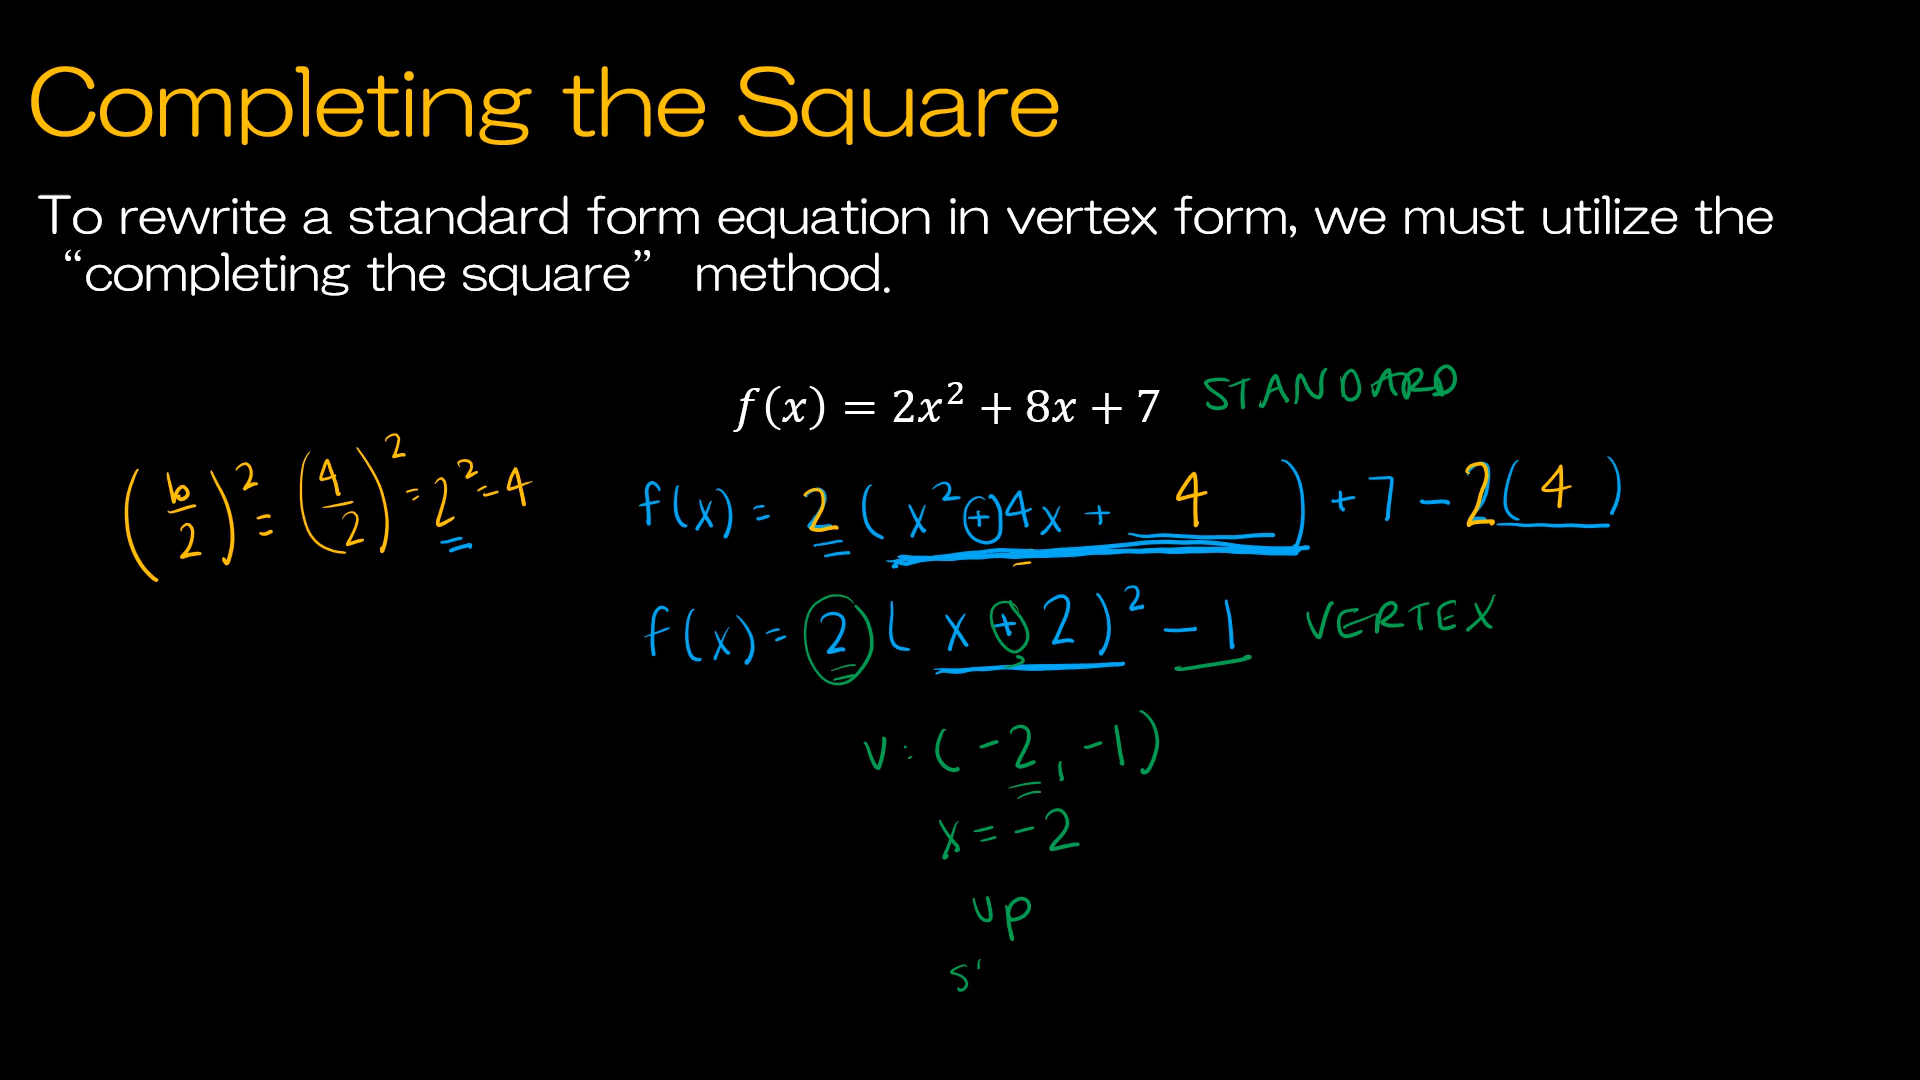 Completing the Square
To rewrite a standard form equation in vertex form, we must utilize the
“completing the square” method.
f(x) = 2x² + 8x + 7 STANDARD
(b/2)² = (4/2)² = 2² = 4
f(x) = 2(x² + 4x + 4) + 7 - 2(4)
f(x) = 2(x + 2)² - 1 VERTEX
V: (-2, -1)
x = -2
up